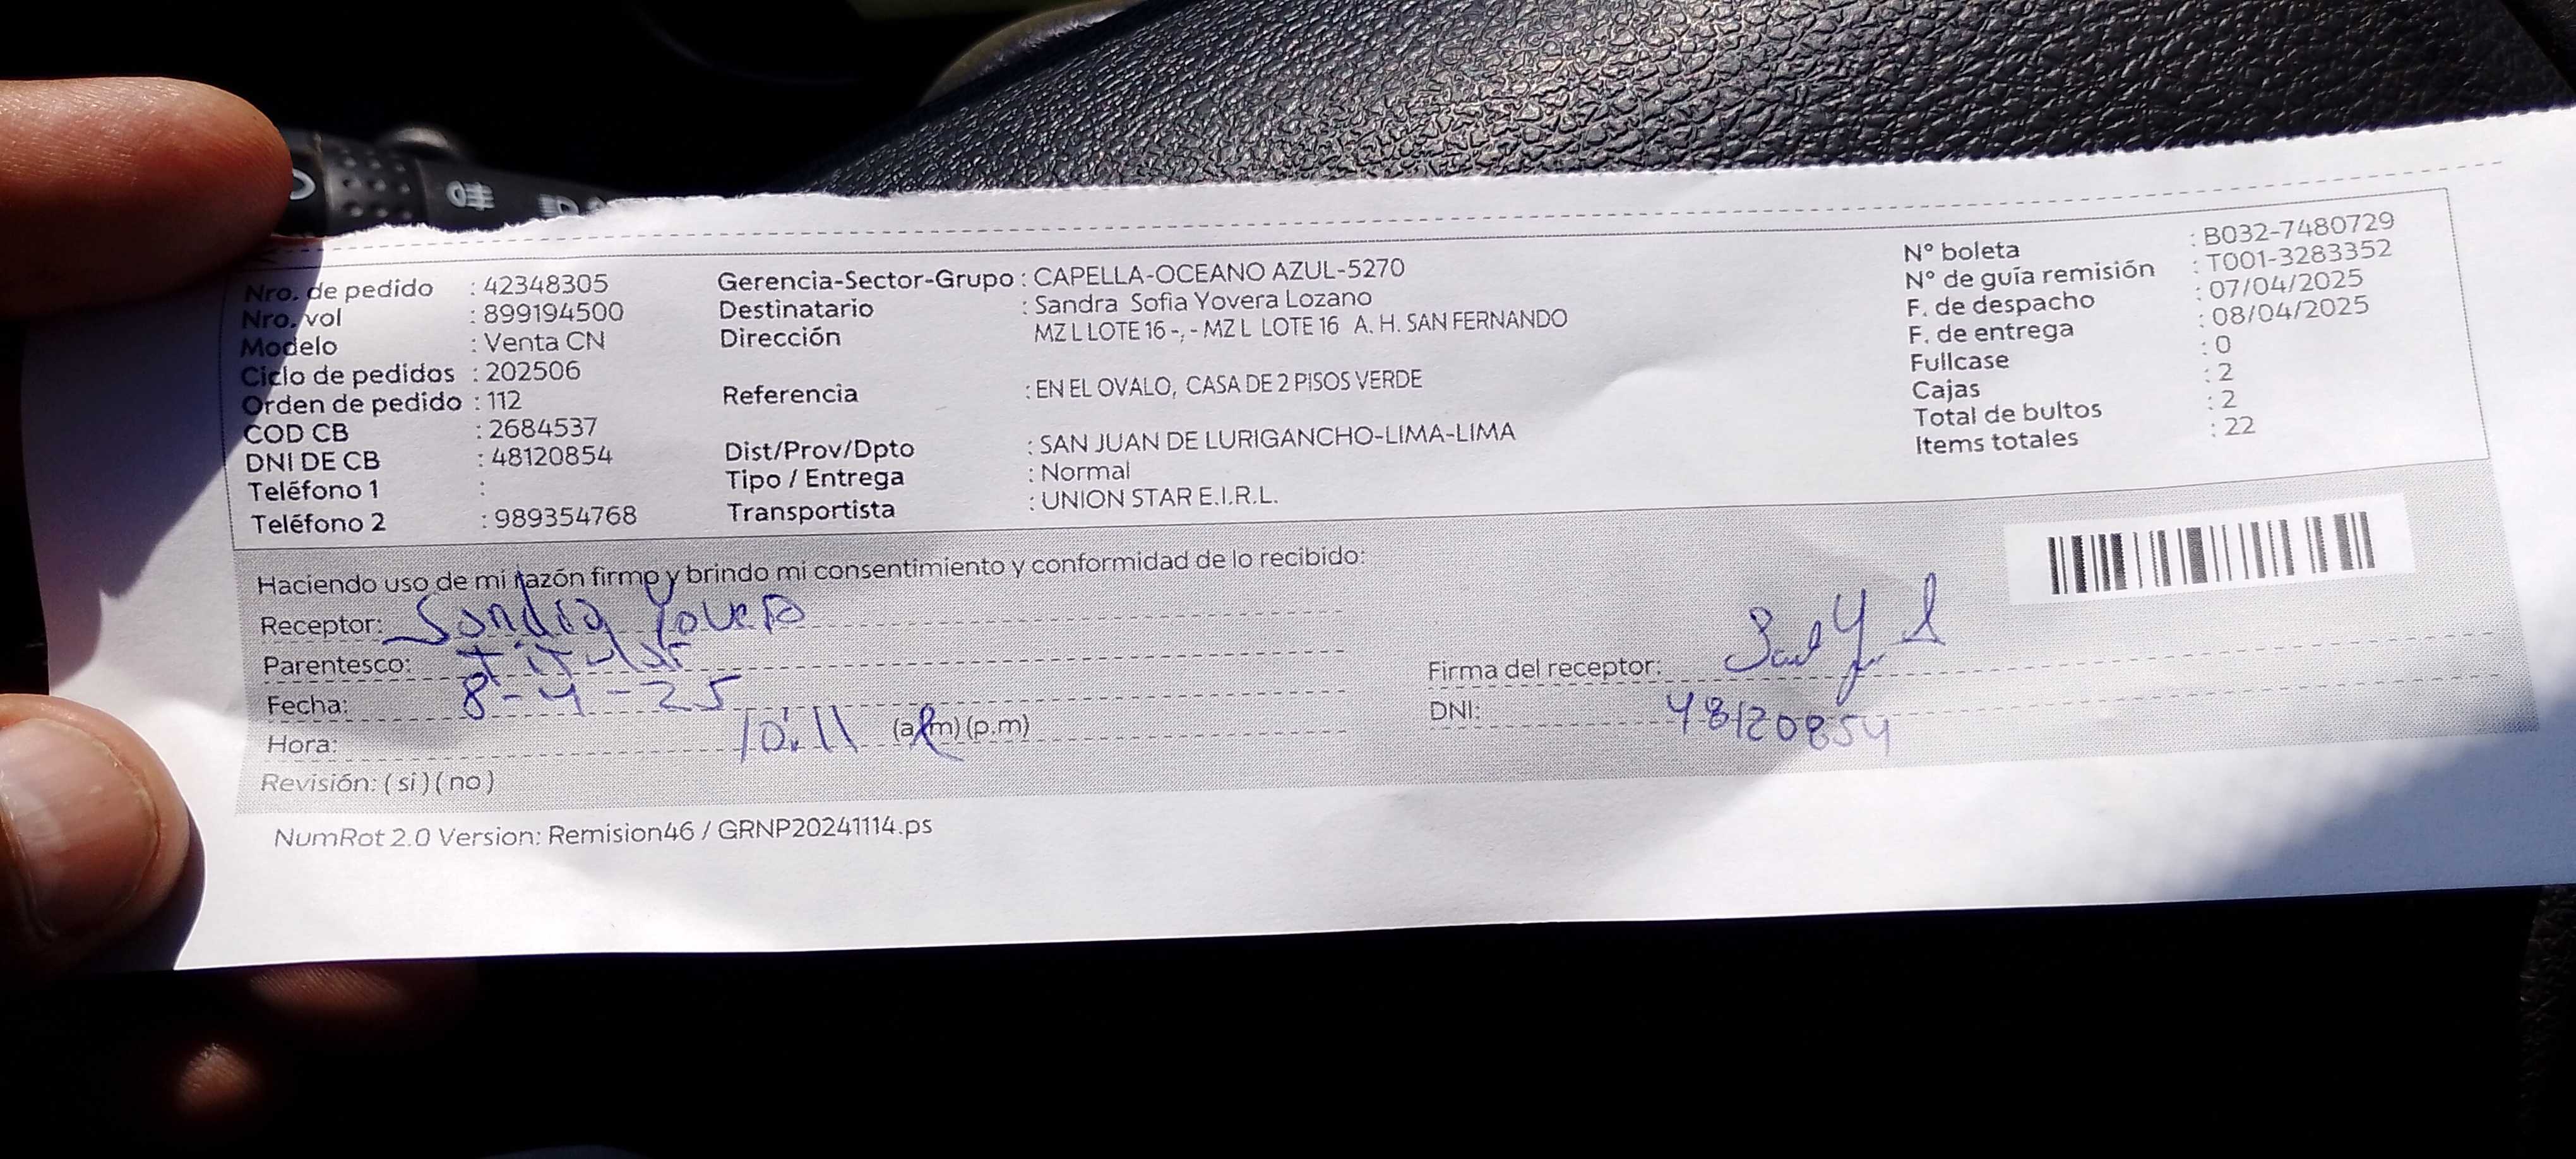 Nro. de pedido : 42348305
Nro. vol : 899194500
Modelo : Venta CN
Ciclo de pedidos : 202506
Orden de pedido : 112
COD CB : 2684537
DNI DE CB : 48120854
Teléfono 1 :
Teléfono 2 : 989354768
Gerencia-Sector-Grupo : CAPELLA-OCEANO AZUL-5270
Destinatario : Sandra Sofia Yovera Lozano
Dirección MZ L LOTE 16 -, - MZ L LOTE 16 A. H. SAN FERNANDO
Referencia : EN EL OVALO, CASA DE 2 PISOS VERDE
Dist/Prov/Dpto : SAN JUAN DE LURIGANCHO-LIMA-LIMA
Tipo / Entrega : Normal
Transportista : UNION STAR E.I.R.L.
N° boleta : B032-7480729
N° de guía remisión : T001-3283352
F. de despacho : 07/04/2025
F. de entrega : 08/04/2025
Fullcase : 0
Cajas : 2
Total de bultos : 2
Items totales : 22
Haciendo uso de mi razón firmo y brindo mi consentimiento y conformidad de lo recibido:
Receptor: Sandra Yovera
Parentesco: Titular
Fecha: 8-4-25
Hora: 10:11 (a.m) (p.m)
Revisión: ( si ) ( no )
Firma del receptor:
DNI: 48120854
NumRot 2.0 Version: Remision46 / GRNP20241114.ps